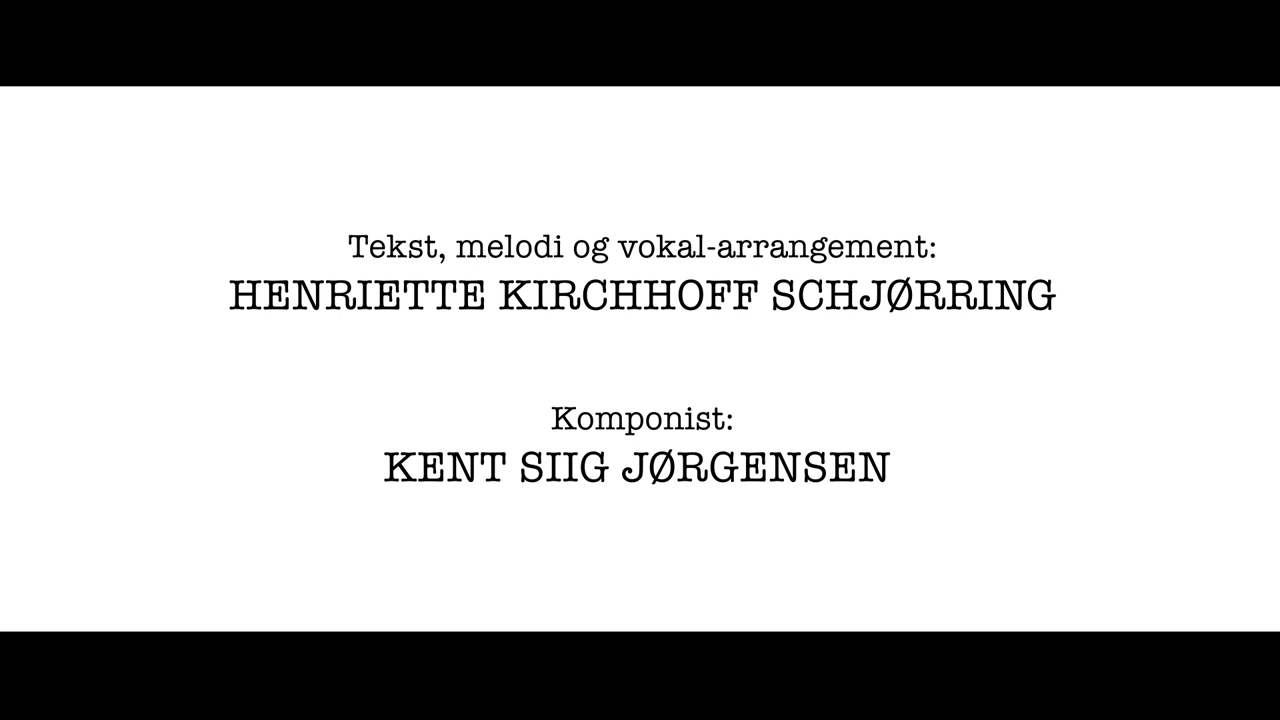 Tekst, melodi og vokal-arrangement:
HENRIETTE KIRCHHOFF SCHJØRRING
Komponist:
KENT SIIG JØRGENSEN